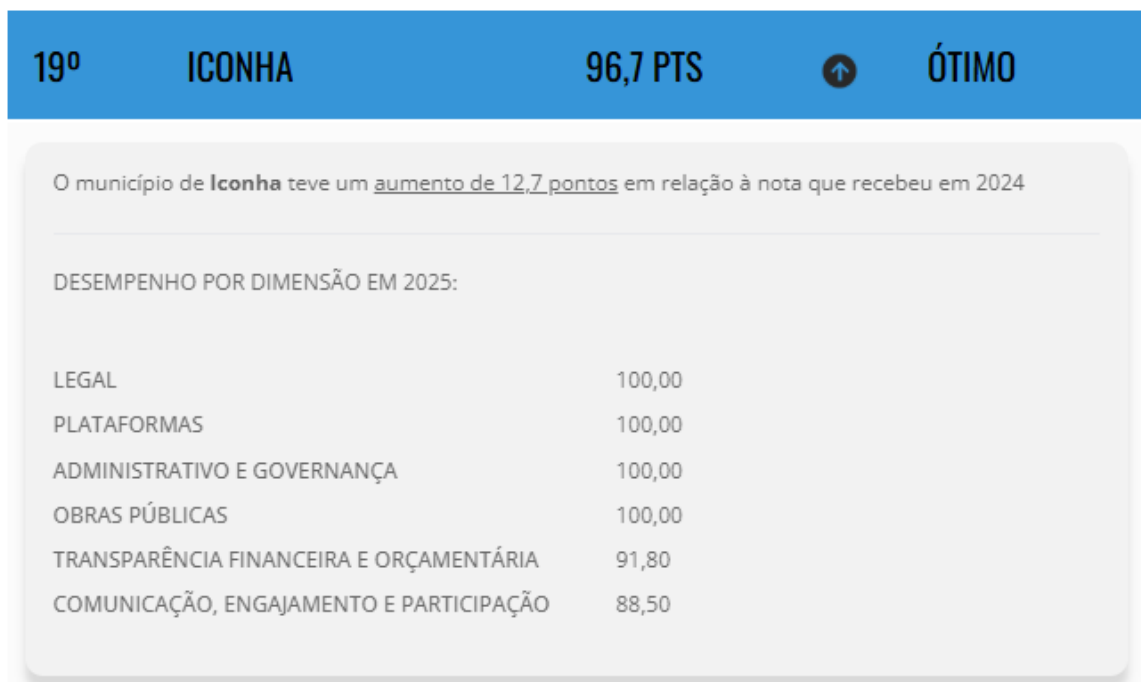 19º ICONHA 96,7 PTS ÓTIMO
O município de Iconha teve um aumento de 12,7 pontos em relação à nota que recebeu em 2024
DESEMPENHO POR DIMENSÃO EM 2025:
LEGAL 100,00
PLATAFORMAS 100,00
ADMINISTRATIVO E GOVERNANÇA 100,00
OBRAS PÚBLICAS 100,00
TRANSPARÊNCIA FINANCEIRA E ORÇAMENTÁRIA 91,80
COMUNICAÇÃO, ENGAJAMENTO E PARTICIPAÇÃO 88,50